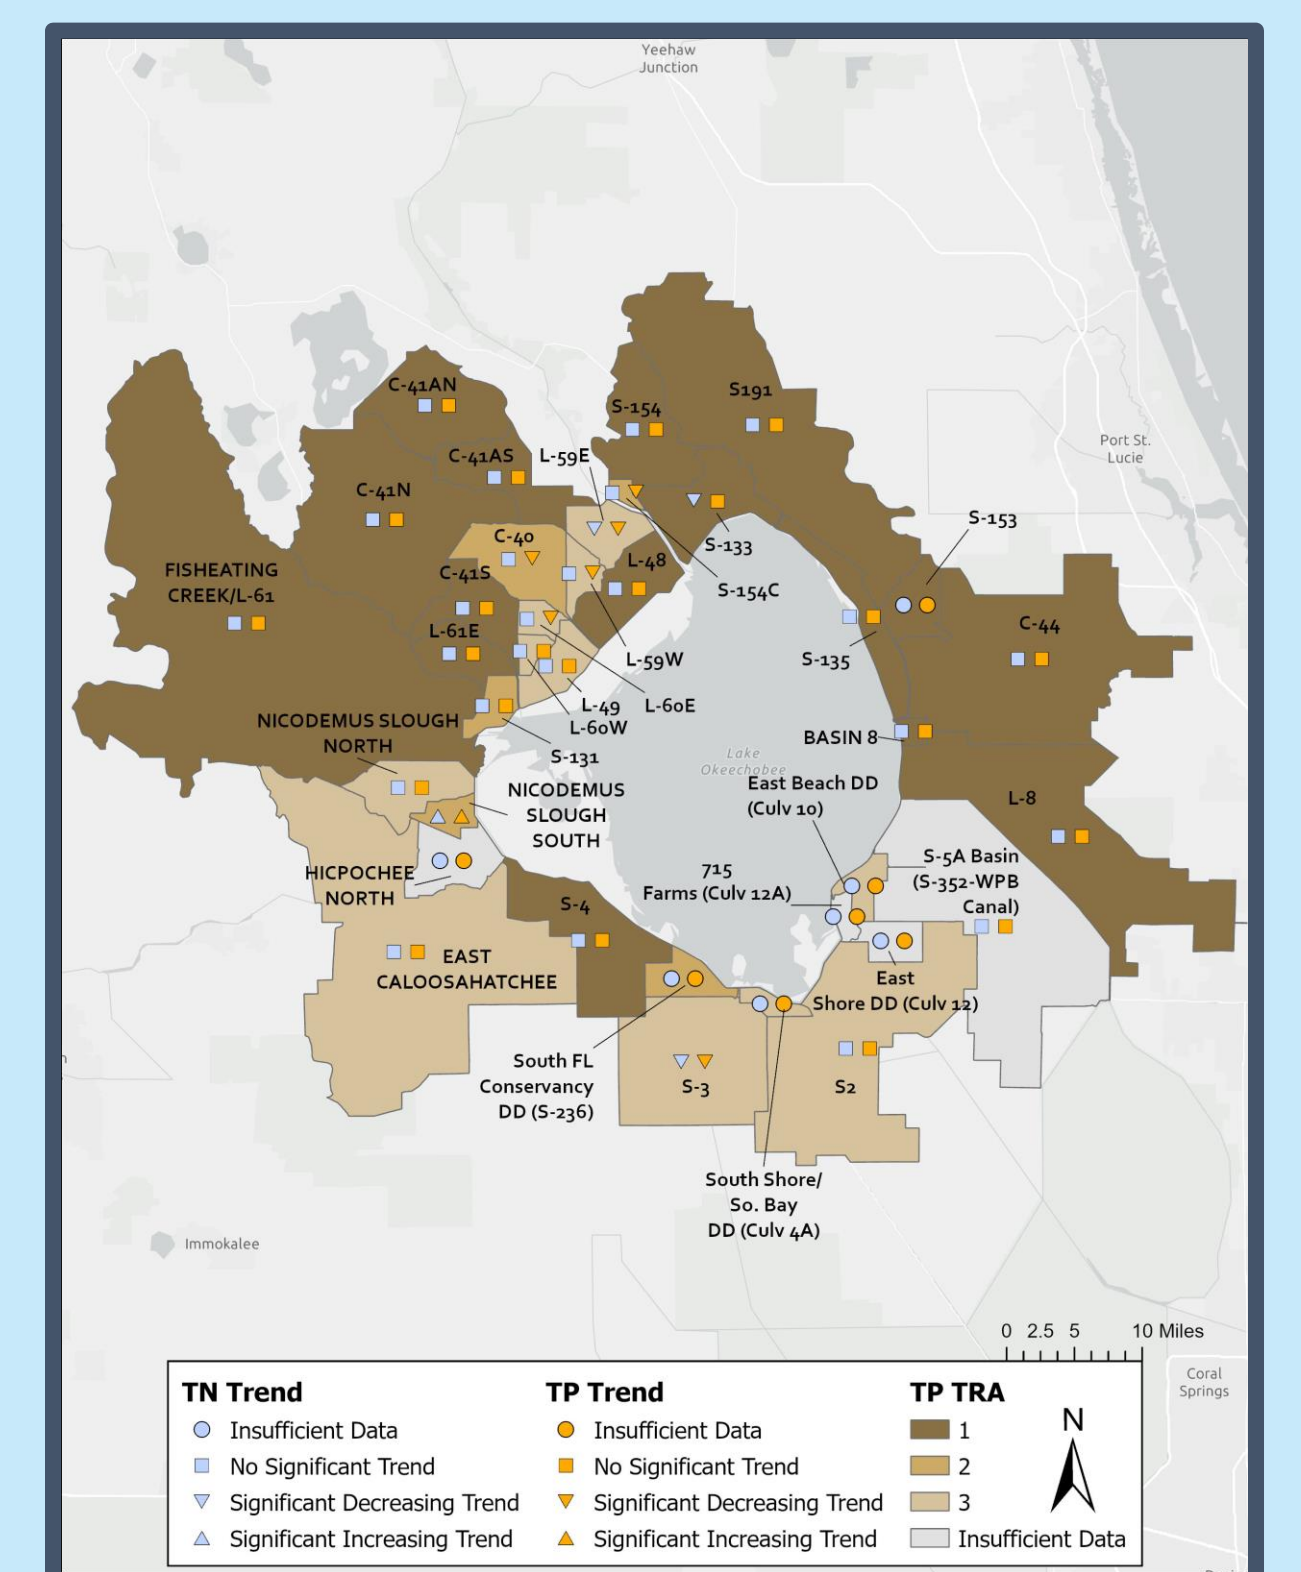 Yeehaw
Junction
C-41AN
S191
S-154
Port St.
Lucie
C-41AS
L-59E
C-41N
S-153
C-40
S-133
L-48
C-41S
FISHEATING
CREEK/L-61
S-154C
C-44
L-61E
L-59W
S-135
L-49
L-60E
L-60W
NICODEMUS SLOUGH
NORTH
BASIN 8
S-131
Lake
Okeechobee
East Beach DD
(Culv 10)
NICODEMUS
SLOUGH
SOUTH
L-8
S-5A Basin
(S-352-WPB
Canal)
HICPOCHEE
NORTH
715
Farms (Culv 12A)
S-4
EAST
CALOOSAHATCHEE
East
Shore DD (Culv 12)
South FL
Conservancy
DD (S-236)
S-3
S2
South Shore/
So. Bay
DD (Culv 4A)
Immokalee
0 2.5 5 10 Miles
Coral
Springs
TN Trend
Insufficient Data
No Significant Trend
Significant Decreasing Trend
Significant Increasing Trend
TP Trend
Insufficient Data
No Significant Trend
Significant Decreasing Trend
Significant Increasing Trend
TP TRA
1
2
3
Insufficient Data
N